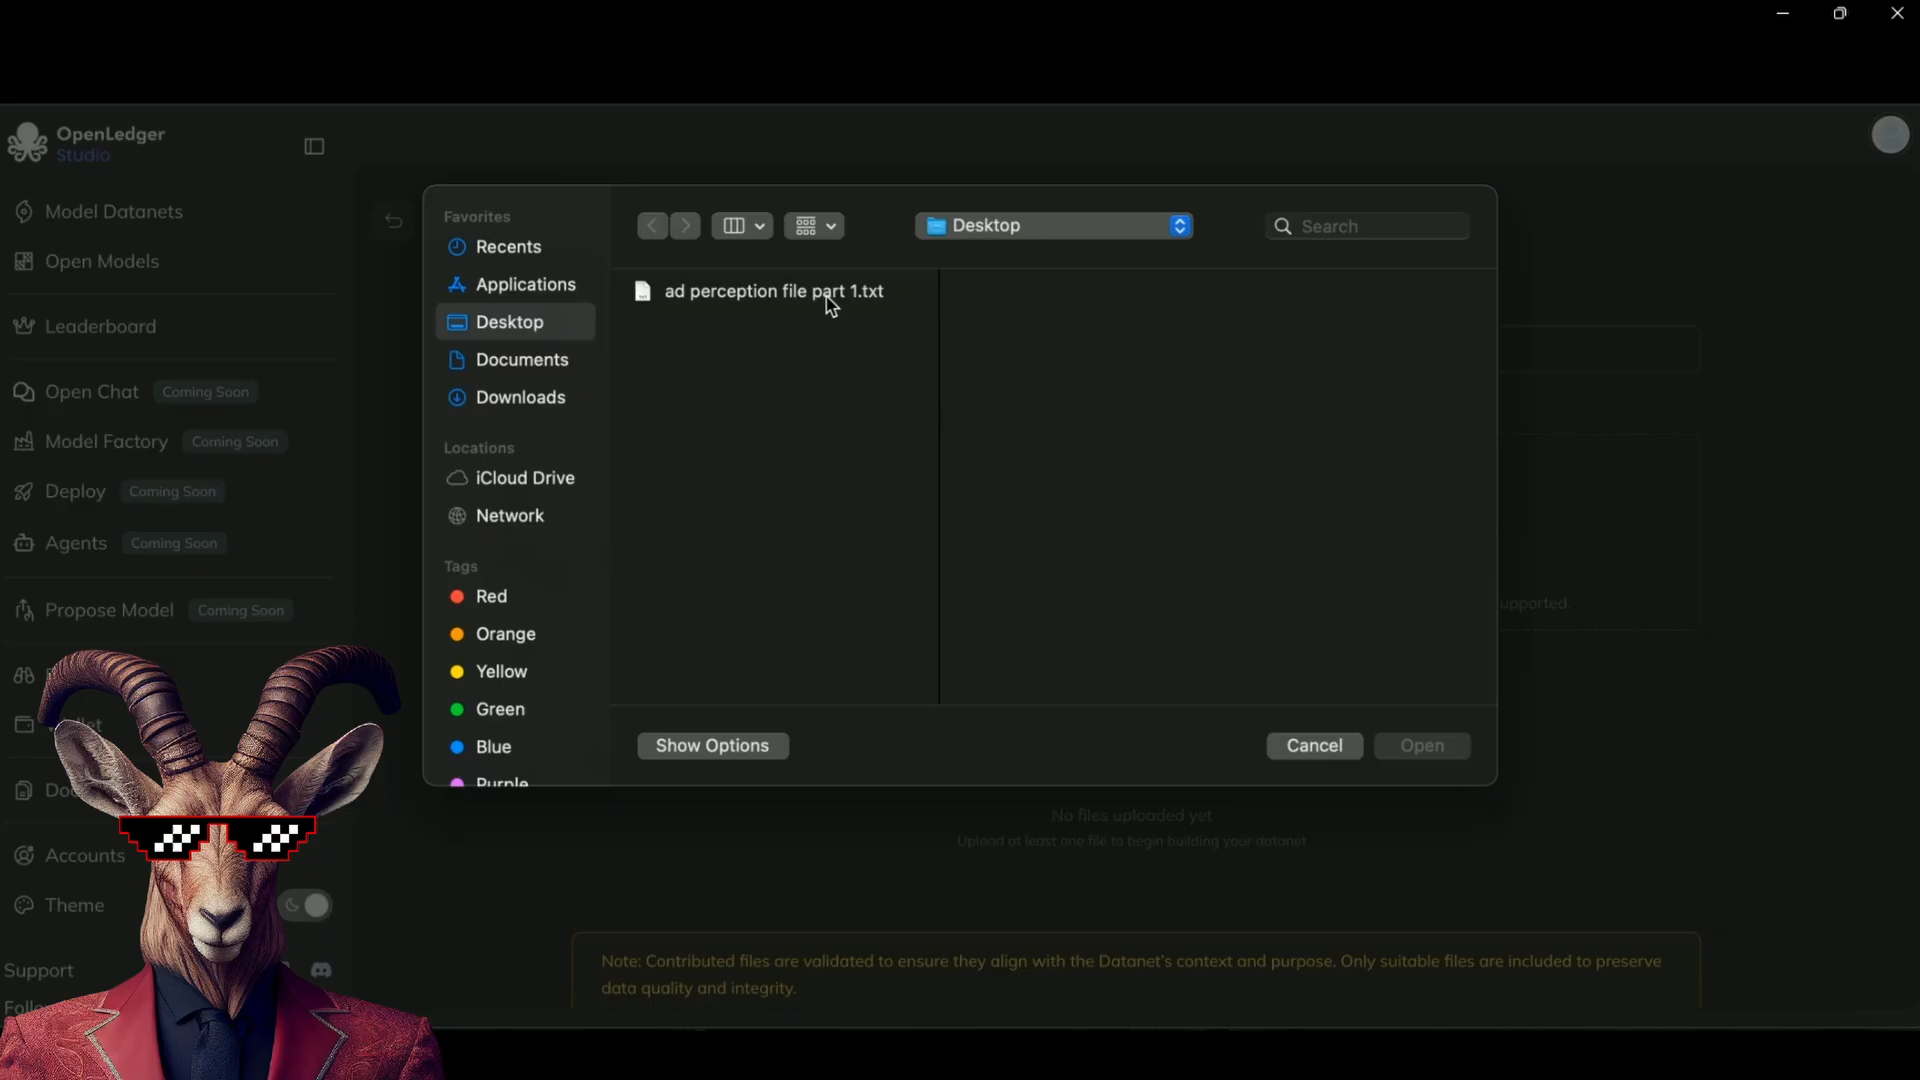 OpenLedger
Studio
Model Datanets
Open Models
Leaderboard
Open Chat Coming Soon
Model Factory Coming Soon
Deploy Coming Soon
Agents Coming Soon
Propose Model Coming Soon
Accounts
Theme
Support
Favorites
Recents
Applications
Desktop
Documents
Downloads
Locations
iCloud Drive
Network
Tags
Red
Orange
Yellow
Green
Blue
Purple
Desktop
Search
ad perception file part 1.txt
Show Options
Cancel
Open
upported.
No files uploaded yet
Upload at least one file to begin building your datanet
Note: Contributed files are validated to ensure they align with the Datanet's context and purpose. Only suitable files are included to preserve
data quality and integrity.